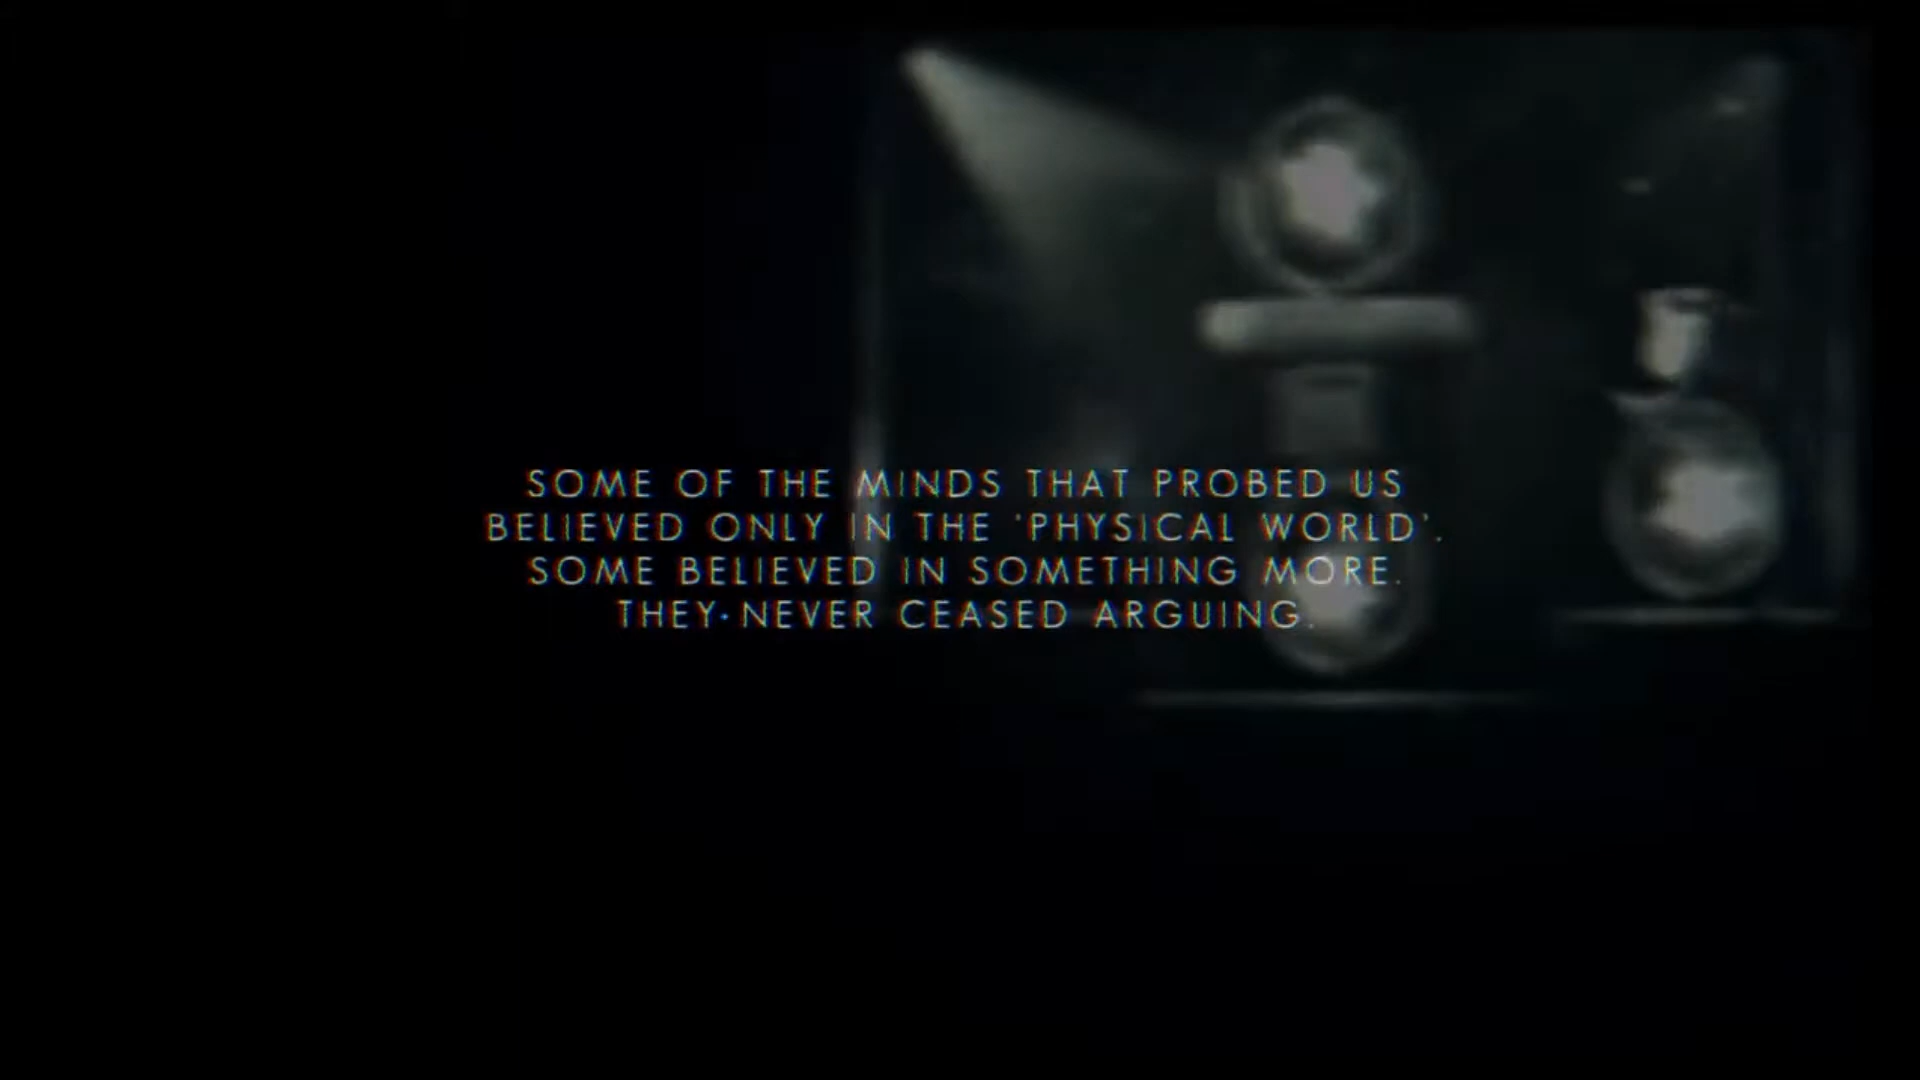 SOME OF THE MINDS THAT PROBED US
BELIEVED ONLY IN THE 'PHYSICAL WORLD'.
SOME BELIEVED IN SOMETHING MORE.
THEY NEVER CEASED ARGUING.